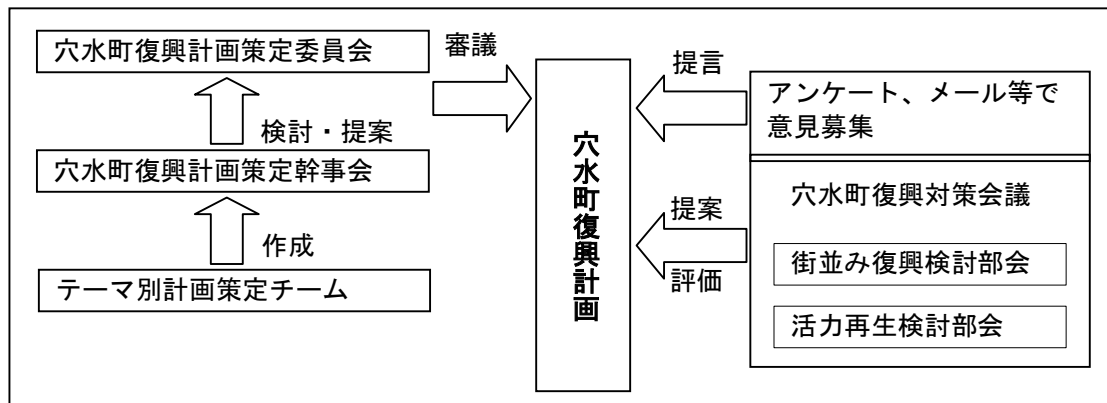 穴水町復興計画策定委員会
審議
検討・提案
穴水町復興計画策定幹事会
作成
テーマ別計画策定チーム
穴水町復興計画
提言
アンケート、メール等で
意見募集
提案
評価
穴水町復興対策会議
街並み復興検討部会
活力再生検討部会